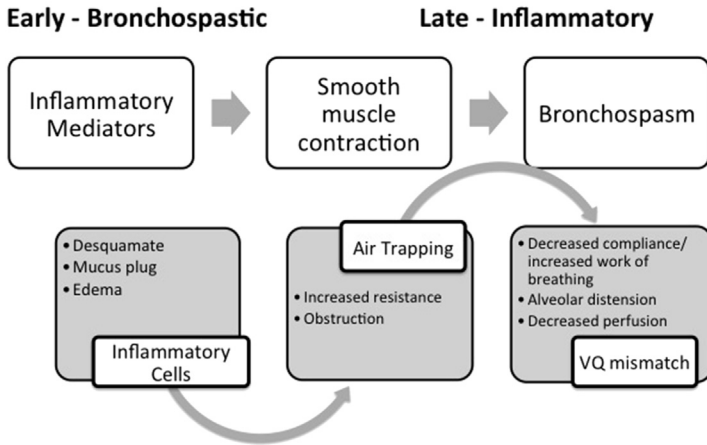 Early - Bronchospastic
Late - Inflammatory
Inflammatory
Mediators
Smooth
muscle
contraction
Bronchospasm
• Desquamate
• Mucus plug
• Edema
Inflammatory
Cells
Air Trapping
• Increased resistance
• Obstruction
• Decreased compliance/
increased work of
breathing
• Alveolar distension
• Decreased perfusion
VQ mismatch